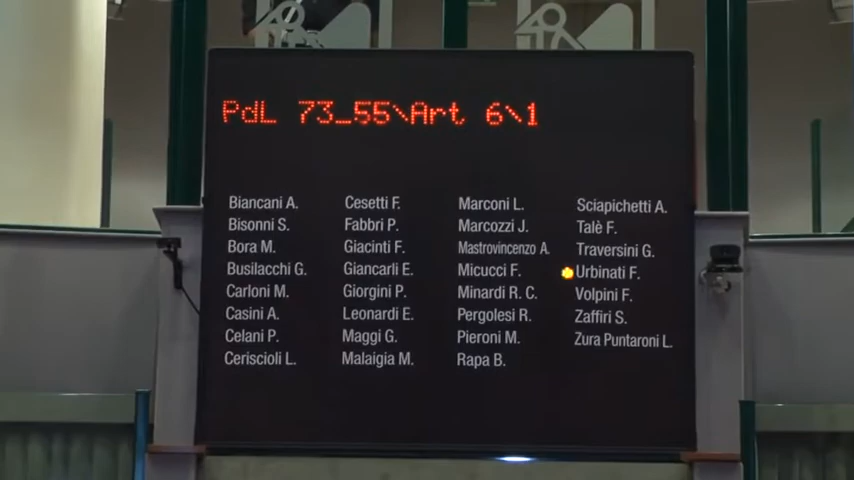 PdL 73_55\Art 6\1
Biancani A.
Bisonni S.
Bora M.
Busilacchi G.
Carloni M.
Casini A.
Celani P.
Ceriscioli L.
Cesetti F.
Fabbri P.
Giacinti F.
Giancarli E.
Giorgini P.
Leonardi E.
Maggi G.
Malaigia M.
Marconi L.
Marcozzi J.
Mastrovincenzo A.
Micucci F.
Minardi R. C.
Pergolesi R.
Pieroni M.
Rapa B.
Sciapichetti A.
Talè F.
Traversini G.
Urbinati F.
Volpini F.
Zaffiri S.
Zura Puntaroni L.